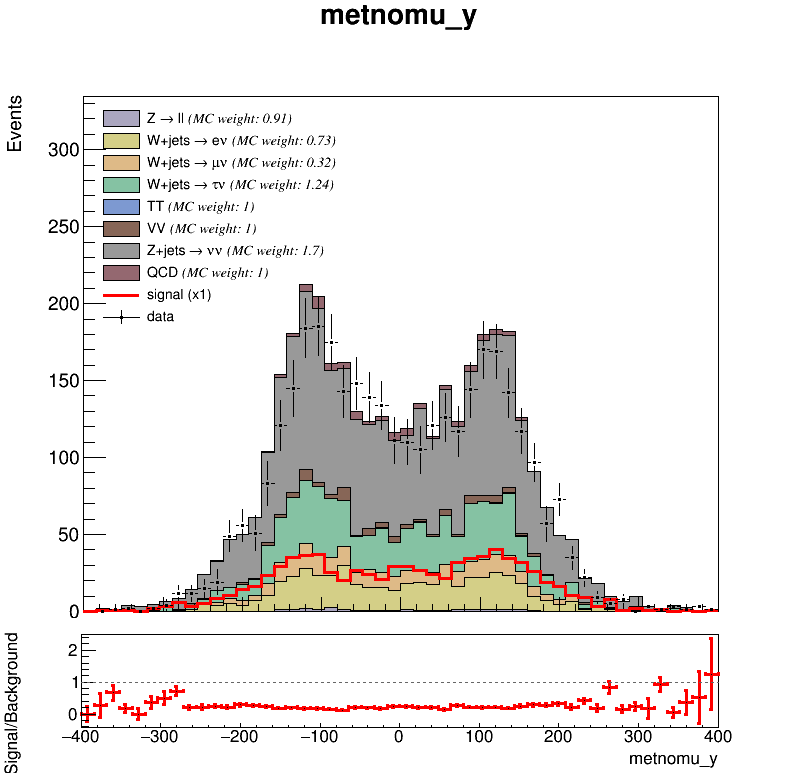 metnomu_y
Events
Z → ll (MC weight: 0.91)
W+jets → eν (MC weight: 0.73)
W+jets → μν (MC weight: 0.32)
W+jets → τν (MC weight: 1.24)
TT (MC weight: 1)
VV (MC weight: 1)
Z+jets → νν (MC weight: 1.7)
QCD (MC weight: 1)
signal (x1)
data
300
250
200
150
100
50
0
Signal/Background
2
1
0
−400 −300 −200 −100 0 100 200 300 400
metnomu_y